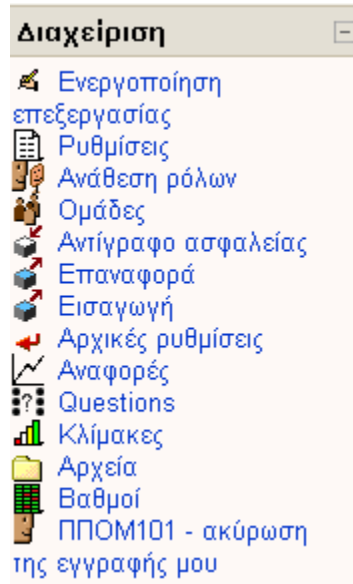 Διαχείριση
Ενεργοποίηση
επεξεργασίας
Ρυθμίσεις
Ανάθεση ρόλων
Ομάδες
Αντίγραφο ασφαλείας
Επαναφορά
Εισαγωγή
Αρχικές ρυθμίσεις
Αναφορές
Questions
Κλίμακες
Αρχεία
Βαθμοί
ΠΠΟΜ101 - ακύρωση
της εγγραφής μου